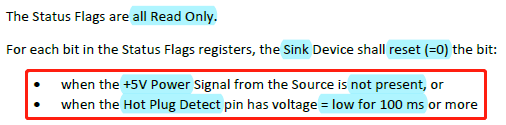 The Status Flags are all Read Only.
For each bit in the Status Flags registers, the Sink Device shall reset (=0) the bit:
• when the +5V Power Signal from the Source is not present, or
• when the Hot Plug Detect pin has voltage = low for 100 ms or more